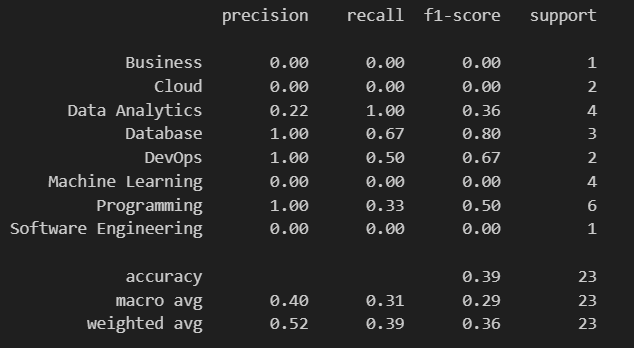 precision recall f1-score support
Business 0.00 0.00 0.00 1
Cloud 0.00 0.00 0.00 2
Data Analytics 0.22 1.00 0.36 4
Database 1.00 0.67 0.80 3
DevOps 1.00 0.50 0.67 2
Machine Learning 0.00 0.00 0.00 4
Programming 1.00 0.33 0.50 6
Software Engineering 0.00 0.00 0.00 1
accuracy 0.39 23
macro avg 0.40 0.31 0.29 23
weighted avg 0.52 0.39 0.36 23